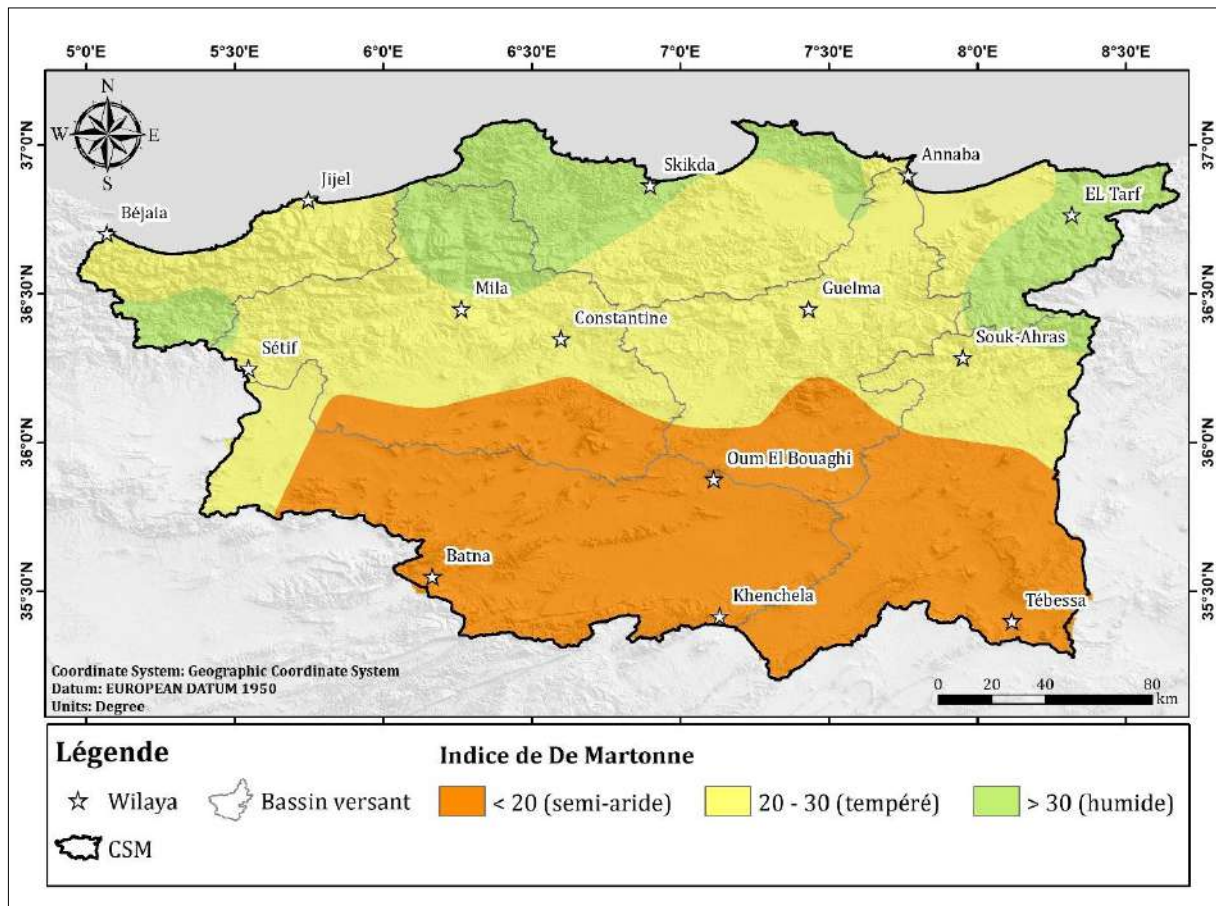 5°0'E 5°30'E 6°0'E 6°30'E 7°0'E 7°30'E 8°0'E 8°30'E
N
W E
S
37°0'N 37°0'N
Annaba
Skikda
Jijel
EL Tarf
Béjaia
36°30'N 36°30'N
Mila Guelma
Constantine
Souk-Ahras
Sétif
36°0'N 36°0'N
Oum El Bouaghi
Batna
35°30'N 35°30'N
Khenchela Tébessa
Coordinate System: Geographic Coordinate System
Datum: EUROPEAN DATUM 1950
Units: Degree
0 20 40 60 80
km
Légende Indice de De Martonne
Wilaya Bassin versant < 20 (semi-aride) 20 - 30 (tempéré) > 30 (humide)
CSM